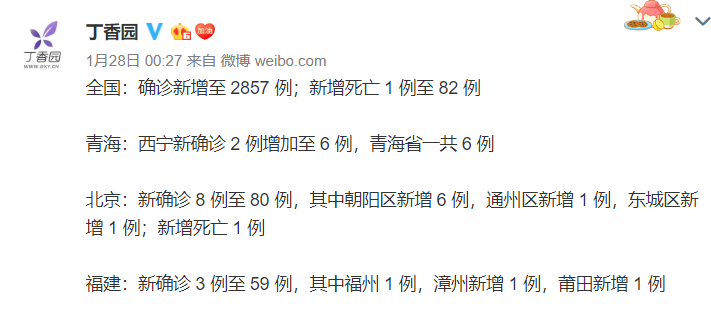 丁香园
加油
丁香园
WWW.DXY.CN
1月28日 00:27 来自 微博 weibo.com
全国：确诊新增至 2857 例；新增死亡 1 例至 82 例
青海：西宁新确诊 2 例增加至 6 例，青海省一共 6 例
北京：新确诊 8 例至 80 例，其中朝阳区新增 6 例，通州区新增 1 例，东城区新
增 1 例；新增死亡 1 例
福建：新确诊 3 例至 59 例，其中福州 1 例，漳州新增 1 例，莆田新增 1 例